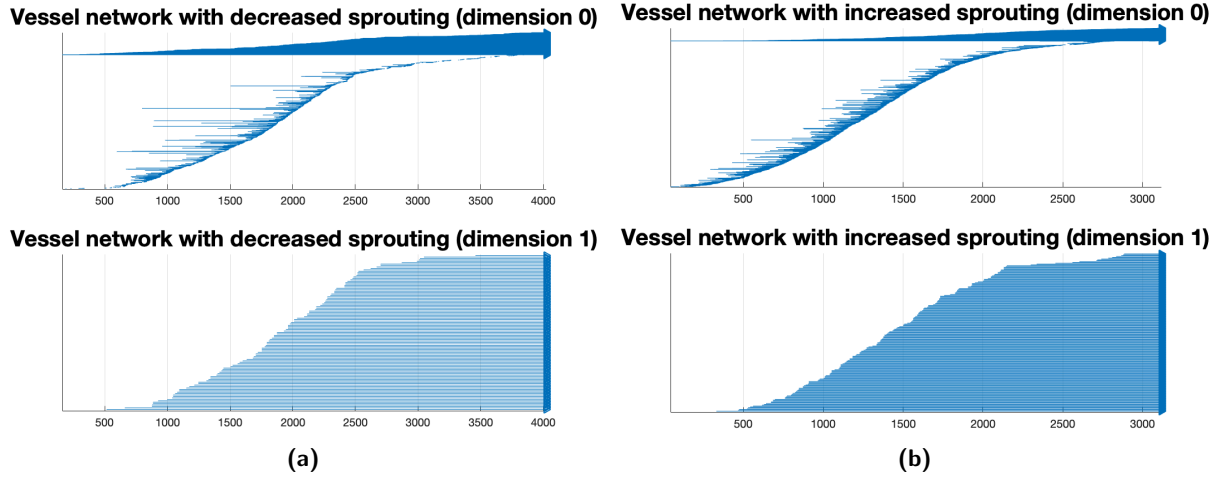 Vessel network with decreased sprouting (dimension 0)
500 1000 1500 2000 2500 3000 3500 4000
Vessel network with decreased sprouting (dimension 1)
500 1000 1500 2000 2500 3000 3500 4000
(a)
Vessel network with increased sprouting (dimension 0)
500 1000 1500 2000 2500 3000
Vessel network with increased sprouting (dimension 1)
500 1000 1500 2000 2500 3000
(b)